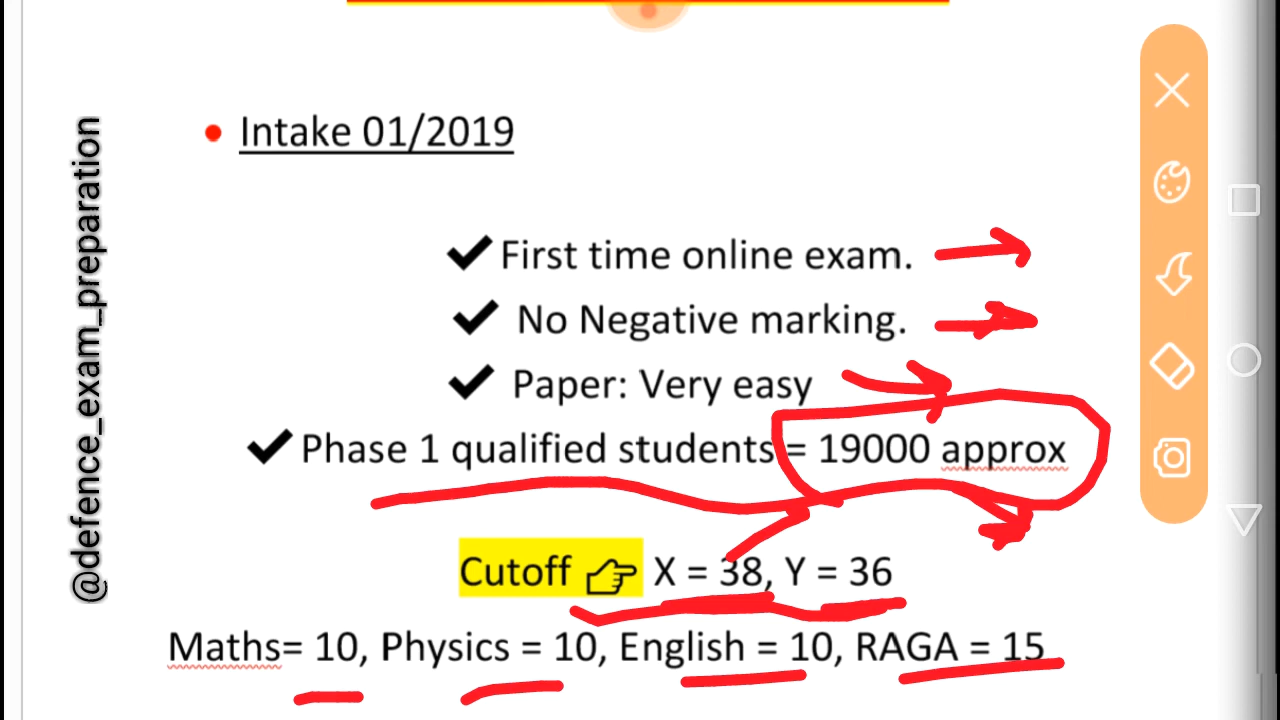 Intake 01/2019
@defence_exam_preparation
First time online exam.
No Negative marking.
Paper: Very easy
Phase 1 qualified students = 19000 approx
Cutoff X = 38, Y = 36
Maths= 10, Physics = 10, English = 10, RAGA = 15